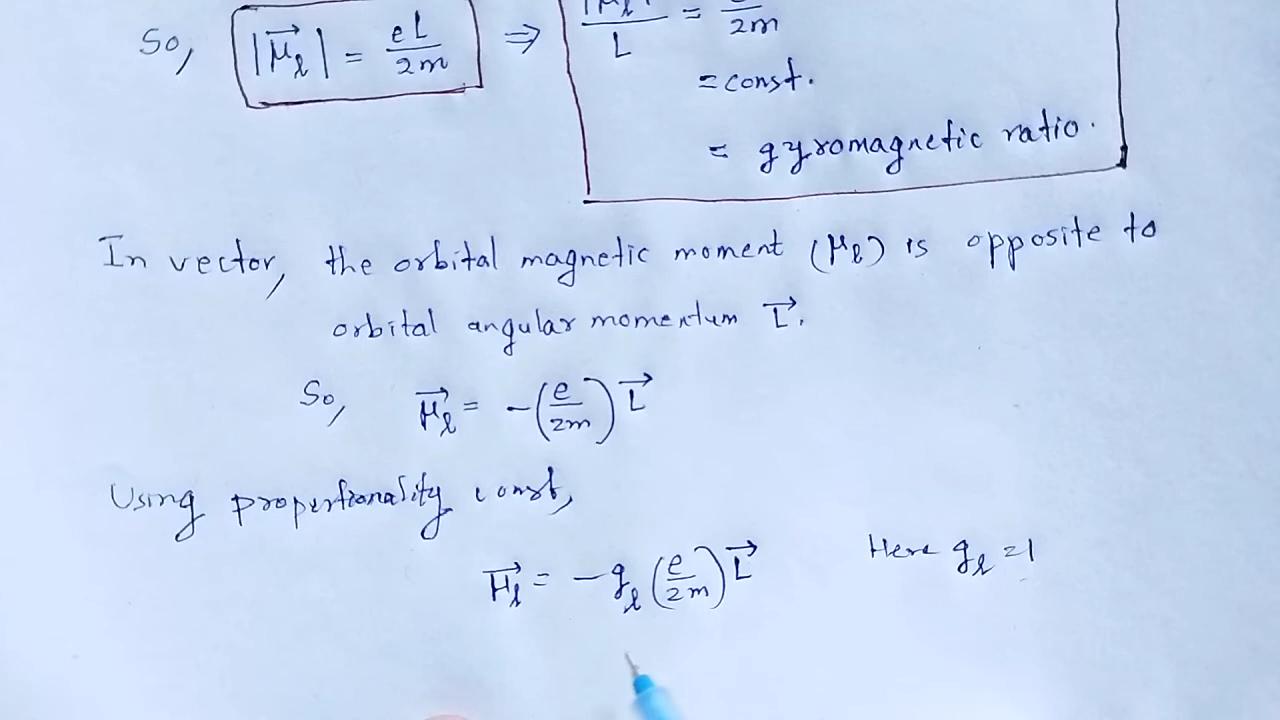 So, |μ⃗ₗ| = eL/2m ⇒ |μₗ|/L = /2m
= const.
= gyromagnetic ratio.
In vector, the orbital magnetic moment (μₗ) is opposite to
orbital angular momentum L⃗.
So, μ⃗ₗ = -(e/2m) L⃗
Using proportionality const,
μ⃗ₗ = -gₗ (e/2m) L⃗ Here gₗ = 1